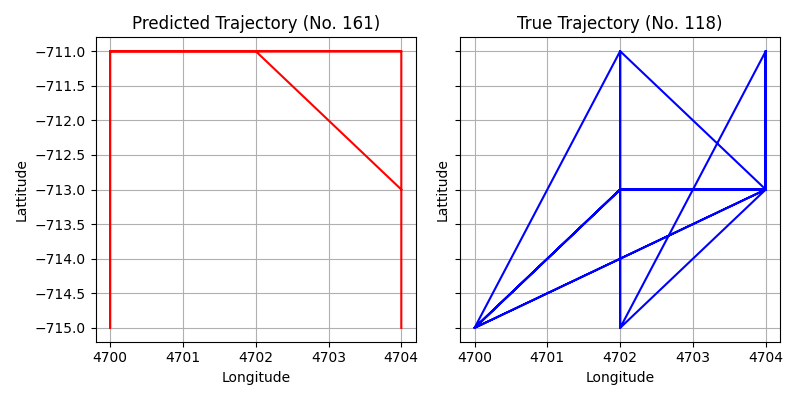 Predicted Trajectory (No. 161)
Lattitude
−711.0
−711.5
−712.0
−712.5
−713.0
−713.5
−714.0
−714.5
−715.0
4700 4701 4702 4703 4704
Longitude
True Trajectory (No. 118)
Lattitude
4700 4701 4702 4703 4704
Longitude